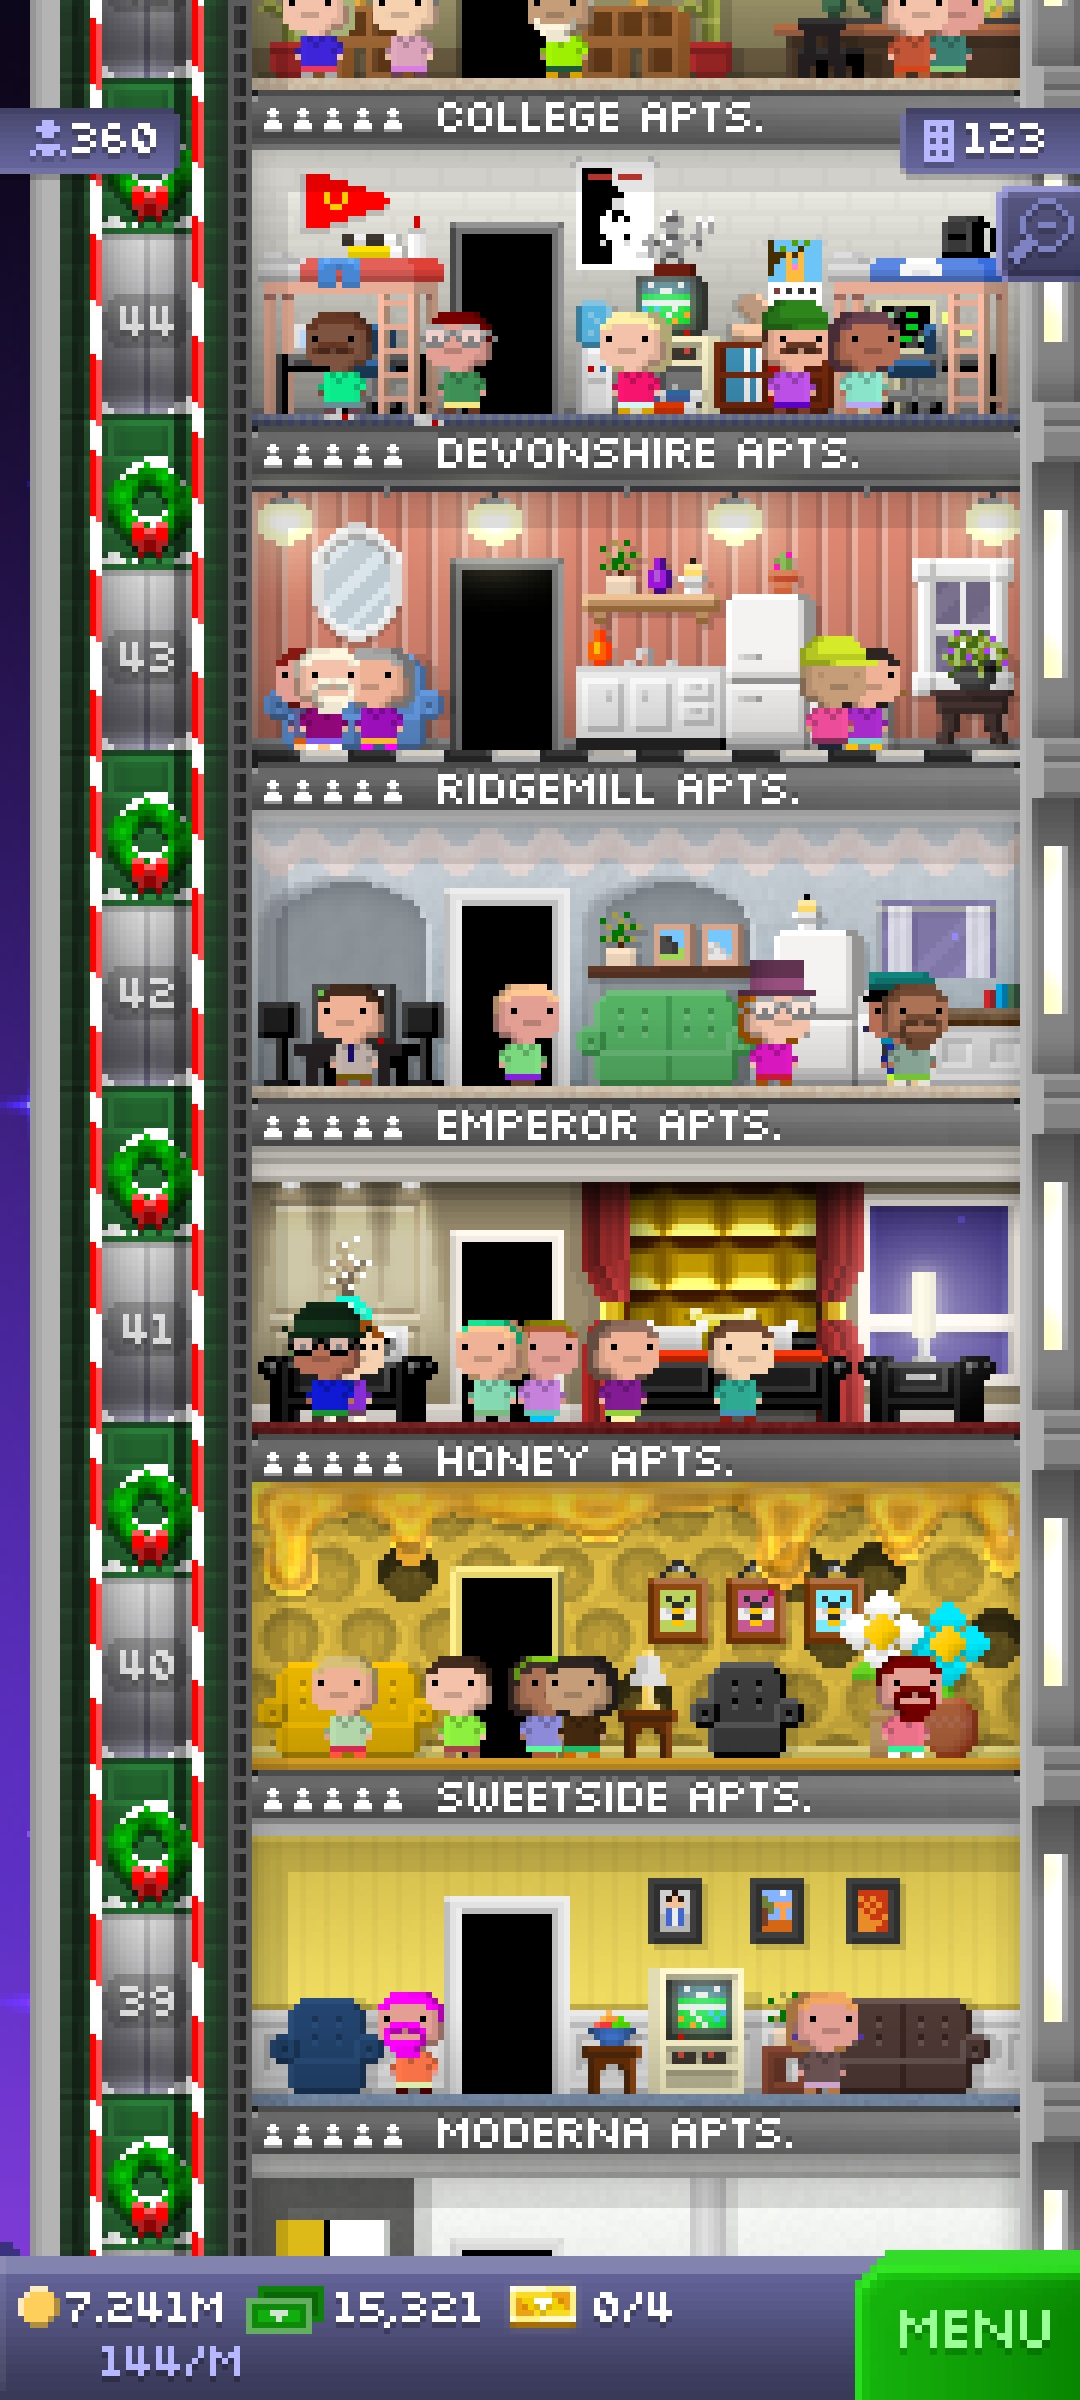 COLLEGE APTS.
360
123
44
DEVONSHIRE APTS.
43
RIDGEMILL APTS.
42
EMPEROR APTS.
41
HONEY APTS.
40
SWEETSIDE APTS.
39
MODERNA APTS.
7.241M 15,321 0/4
144/M
MENU